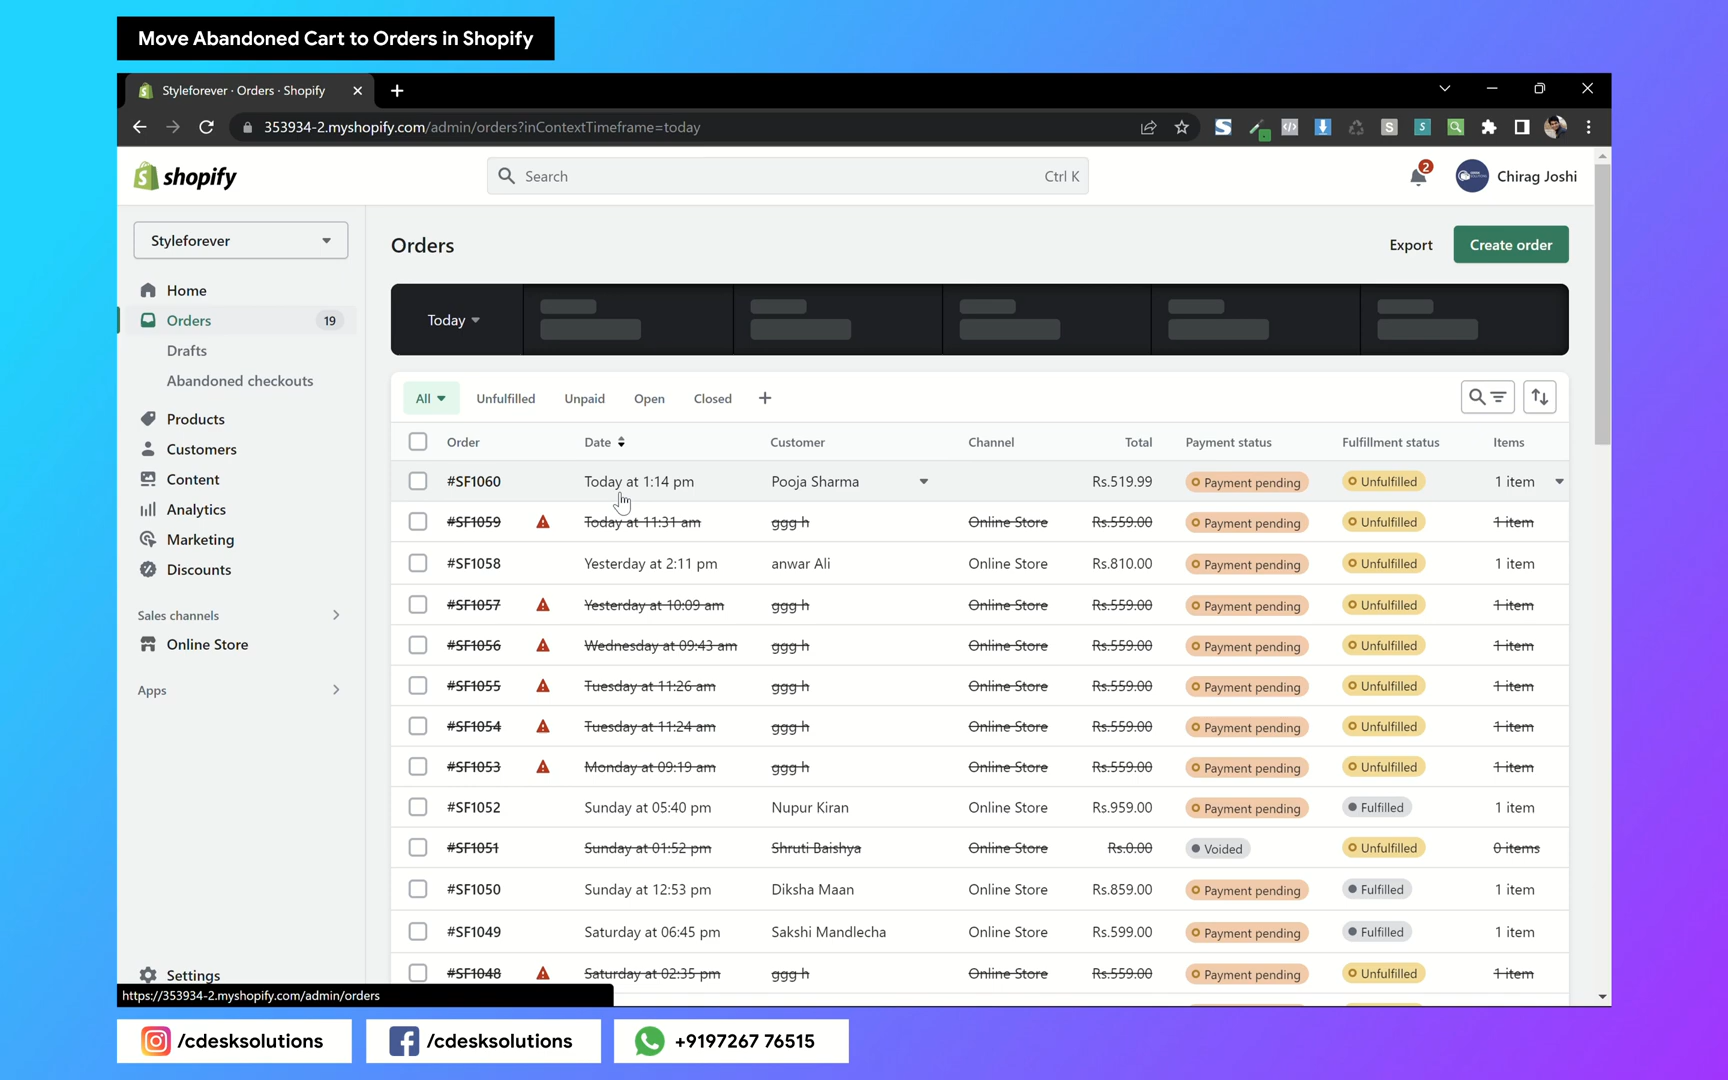 Move Abandoned Cart to Orders in Shopify
Styleforever · Orders · Shopify
353934-2.myshopify.com/admin/orders?inContextTimeframe=today
shopify
Search Ctrl K
2
Chirag Joshi
Styleforever
Home
Orders 19
Drafts
Abandoned checkouts
Products
Customers
Content
Analytics
Marketing
Discounts
Sales channels
Online Store
Apps
Settings
https://353934-2.myshopify.com/admin/orders
Orders
Export
Create order
Today
All Unfulfilled Unpaid Open Closed
Order Date Customer Channel Total Payment status Fulfillment status Items
#SF1060 Today at 1:14 pm Pooja Sharma Rs.519.99 Payment pending Unfulfilled 1 item
#SF1059 Today at 11:31 am ggg h Online Store Rs.559.00 Payment pending Unfulfilled 1 item
#SF1058 Yesterday at 2:11 pm anwar Ali Online Store Rs.810.00 Payment pending Unfulfilled 1 item
#SF1057 Yesterday at 10:09 am ggg h Online Store Rs.559.00 Payment pending Unfulfilled 1 item
#SF1056 Wednesday at 09:43 am ggg h Online Store Rs.559.00 Payment pending Unfulfilled 1 item
#SF1055 Tuesday at 11:26 am ggg h Online Store Rs.559.00 Payment pending Unfulfilled 1 item
#SF1054 Tuesday at 11:24 am ggg h Online Store Rs.559.00 Payment pending Unfulfilled 1 item
#SF1053 Monday at 09:19 am ggg h Online Store Rs.559.00 Payment pending Unfulfilled 1 item
#SF1052 Sunday at 05:40 pm Nupur Kiran Online Store Rs.959.00 Payment pending Fulfilled 1 item
#SF1051 Sunday at 01:52 pm Shruti Baishya Online Store Rs.0.00 Voided Unfulfilled 0 items
#SF1050 Sunday at 12:53 pm Diksha Maan Online Store Rs.859.00 Payment pending Fulfilled 1 item
#SF1049 Saturday at 06:45 pm Sakshi Mandlecha Online Store Rs.599.00 Payment pending Fulfilled 1 item
#SF1048 Saturday at 02:35 pm ggg h Online Store Rs.559.00 Payment pending Unfulfilled 1 item
/cdesksolutions
/cdesksolutions
+9197267 76515